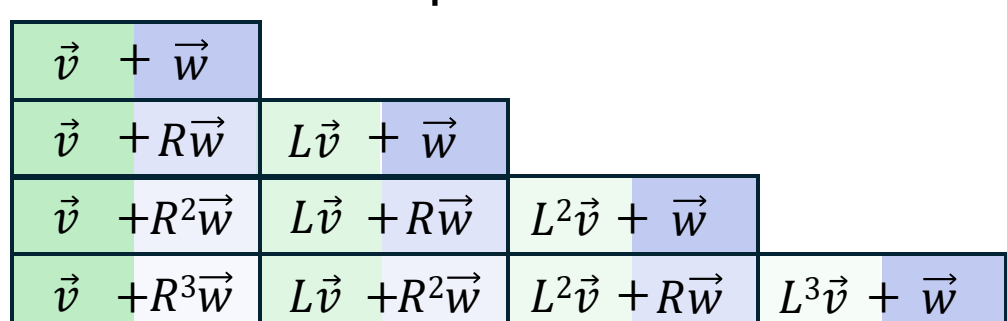 v⃗ + w⃗
v⃗ + Rw⃗ Lv⃗ + w⃗
v⃗ +R²w⃗ Lv⃗ + Rw⃗ L²v⃗ + w⃗
v⃗ +R³w⃗ Lv⃗ +R²w⃗ L²v⃗ + Rw⃗ L³v⃗ + w⃗